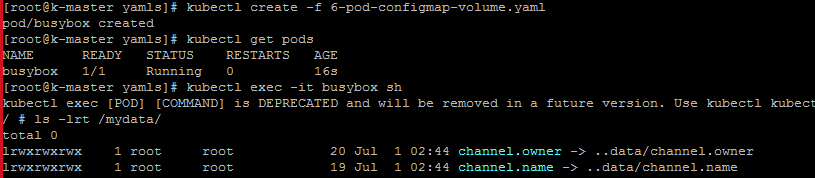 [root@k-master yamls]# kubectl create -f 6-pod-configmap-volume.yaml
pod/busybox created
[root@k-master yamls]# kubectl get pods
NAME      READY   STATUS    RESTARTS   AGE
busybox   1/1     Running   0          16s
[root@k-master yamls]# kubectl exec -it busybox sh
kubectl exec [POD] [COMMAND] is DEPRECATED and will be removed in a future version. Use kubectl kubect
/ # ls -lrt /mydata/
total 0
lrwxrwxrwx    1 root     root            20 Jul  1 02:44 channel.owner -> ..data/channel.owner
lrwxrwxrwx    1 root     root            19 Jul  1 02:44 channel.name -> ..data/channel.name